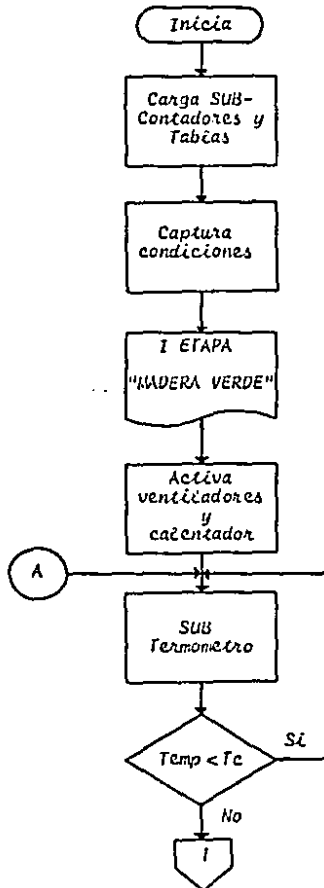 Inicia
Carga SUB-
Contadores y
Tablas
Captura
condiciones
I ETAPA
"MADERA VERDE"
Activa
ventiladores
y
calentador
A
SUB
Termometro
Temp < Tc
Si
No
1